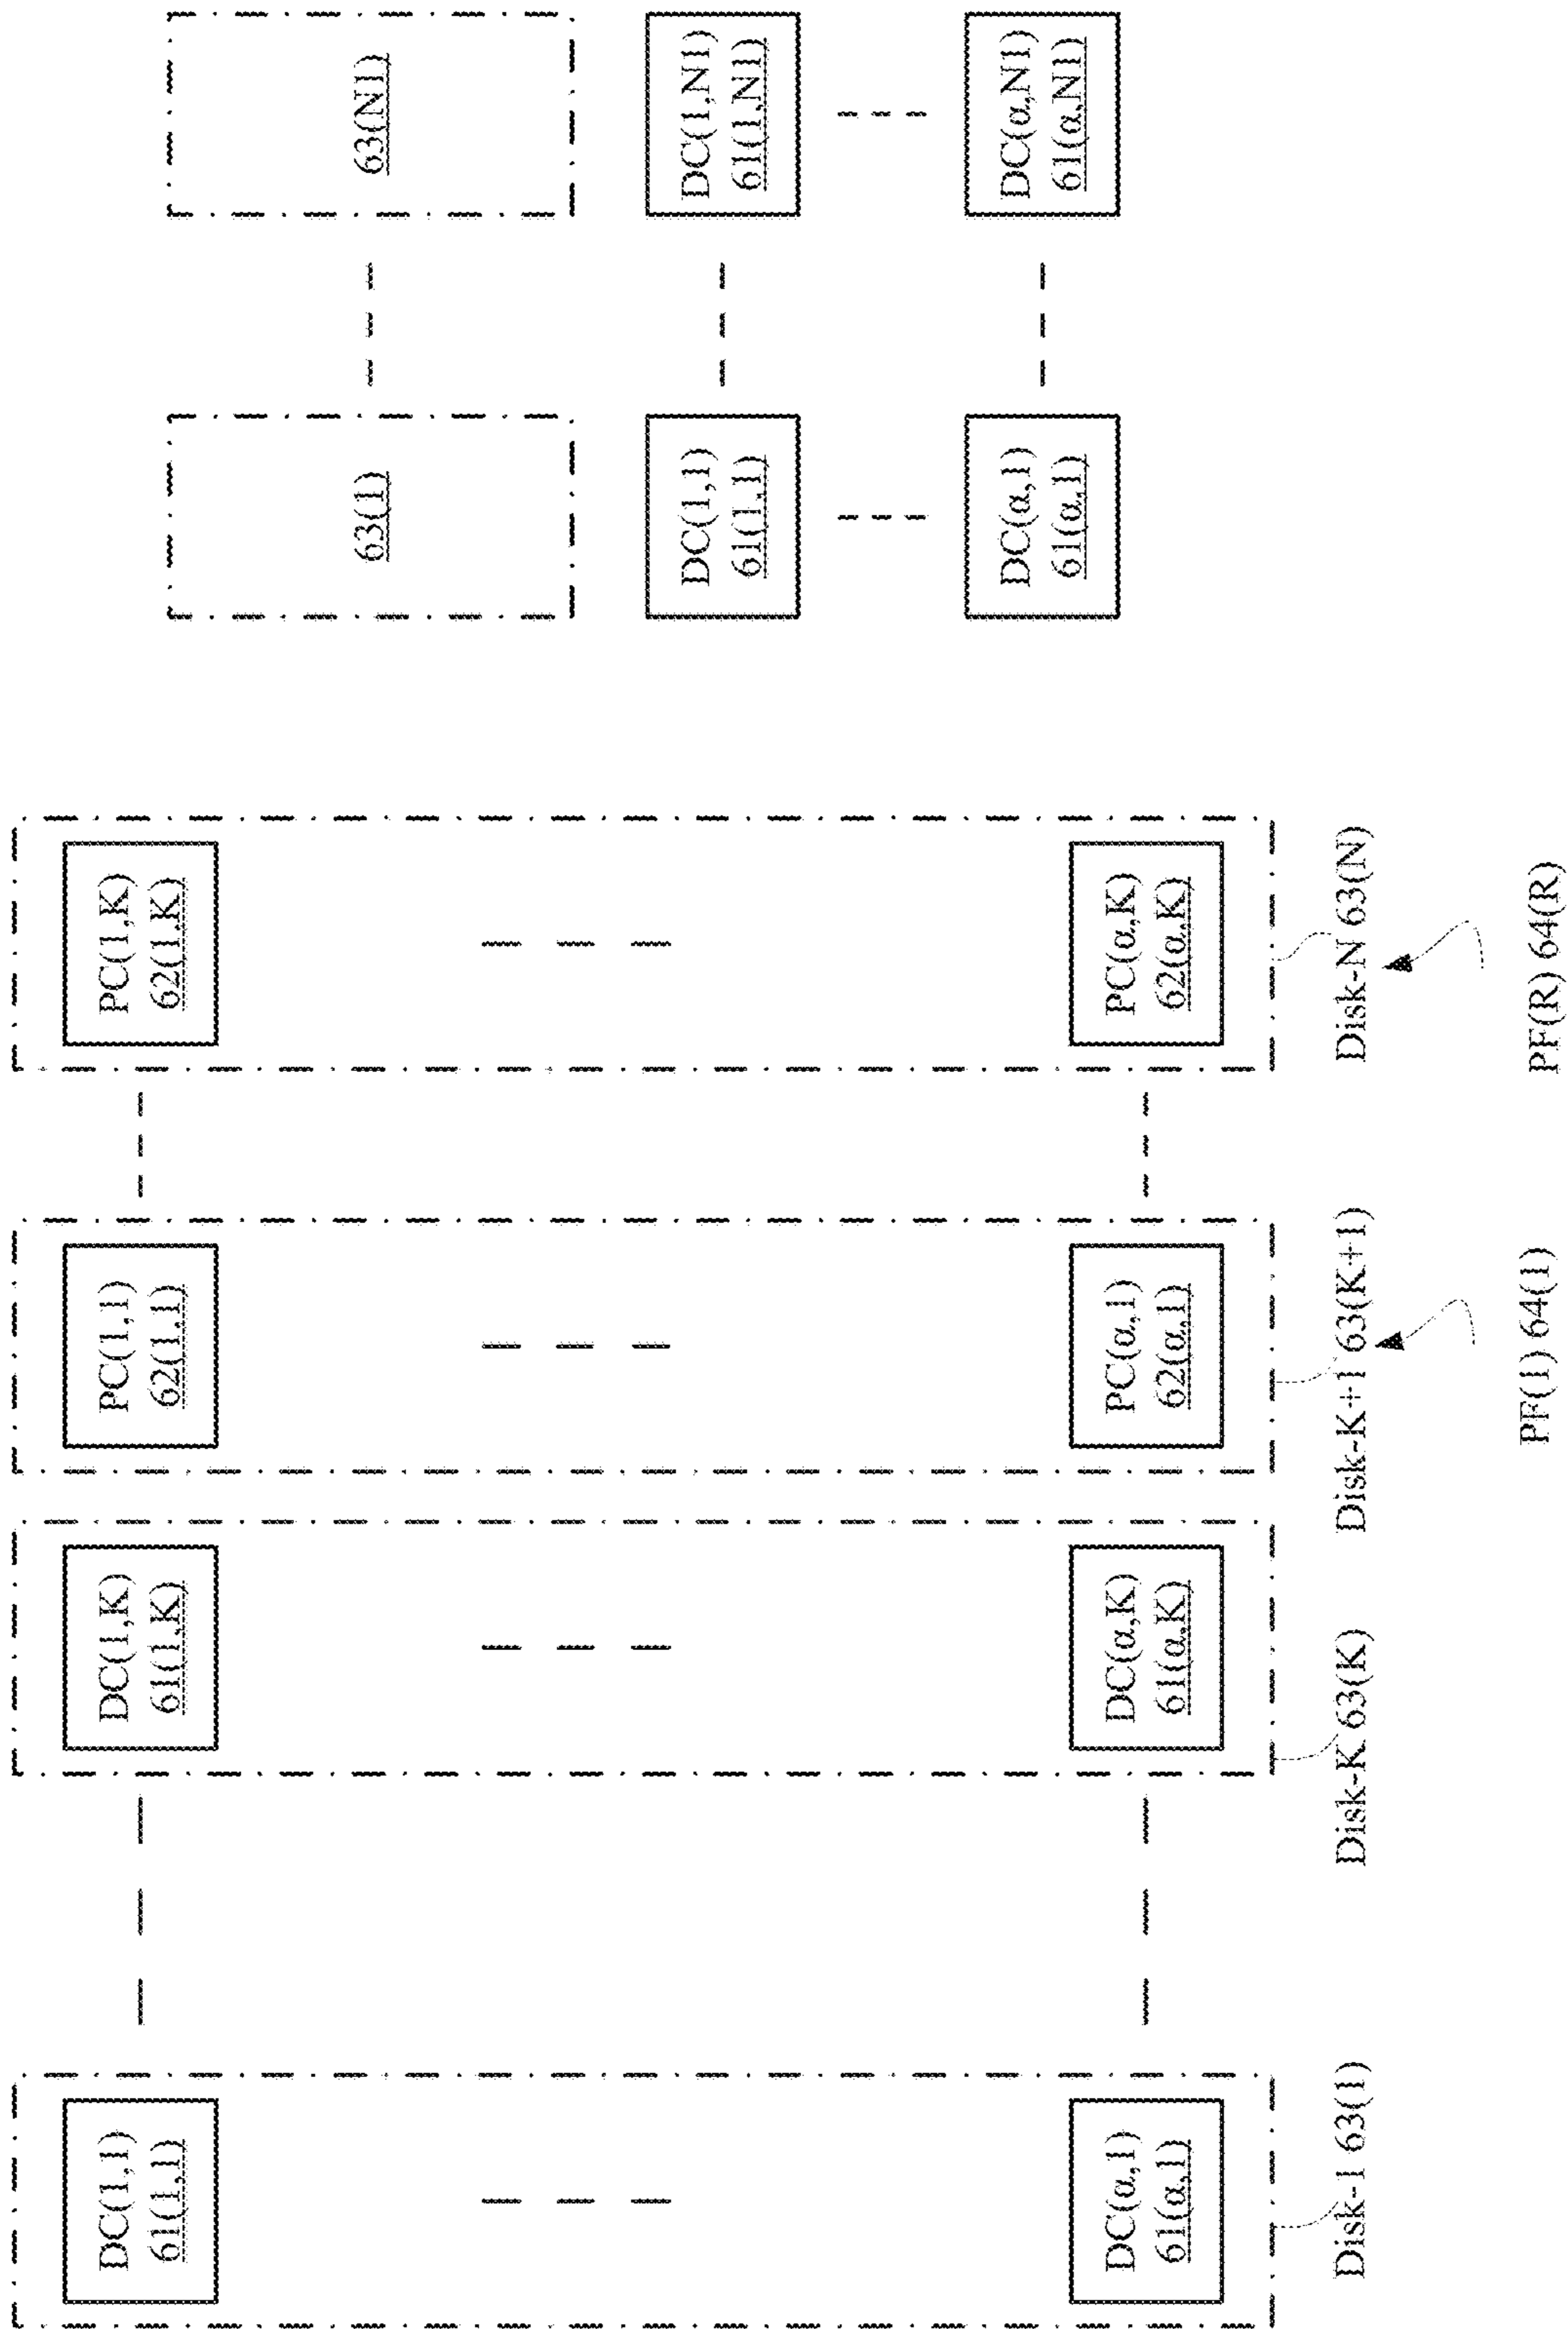 DC(1,1)
61(1,1)
DC(1,K)
61(1,K)
PC(1,1)
62(1,1)
PC(1,K)
62(1,K)
DC(α,1)
61(α,1)
DC(α,K)
61(α,K)
PC(α,1)
62(α,1)
PC(α,K)
62(α,K)
Disk-1 63(1)
Disk-K 63(K)
Disk-K+1 63(K+1)
Disk-N 63(N)
PF(1) 64(1)
PF(R) 64(R)
63(1)
63(N1)
DC(1,1)
61(1,1)
DC(1,N1)
61(1,N1)
DC(α,1)
61(α,1)
DC(α,N1)
61(α,N1)